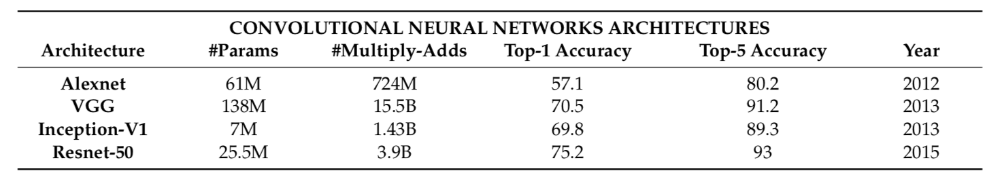 CONVOLUTIONAL NEURAL NETWORKS ARCHITECTURES
Architecture #Params #Multiply-Adds Top-1 Accuracy Top-5 Accuracy Year
Alexnet 61M 724M 57.1 80.2 2012
VGG 138M 15.5B 70.5 91.2 2013
Inception-V1 7M 1.43B 69.8 89.3 2013
Resnet-50 25.5M 3.9B 75.2 93 2015